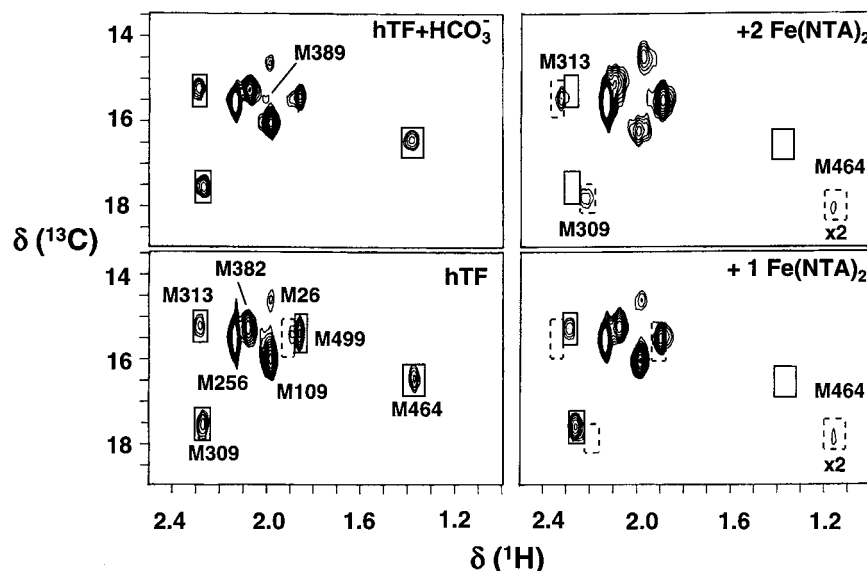 hTF+HCO₃⁻
M389
14
16
18
+2 Fe(NTA)₂
M313
M464
M309
x2
δ (¹³C)
hTF
M382
M313
M26
M499
M256
M109
M464
M309
14
16
18
+ 1 Fe(NTA)₂
M464
x2
2.4 2.0 1.6 1.2
2.4 2.0 1.6 1.2
δ (¹H)